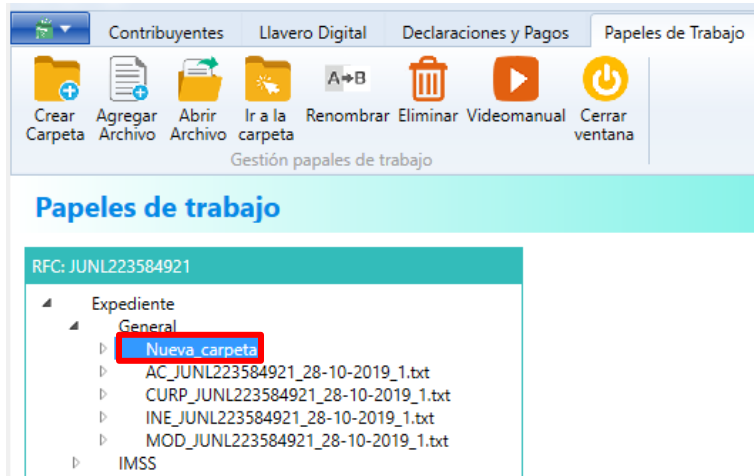 Contribuyentes Llavero Digital Declaraciones y Pagos Papeles de Trabajo
Crear Carpeta
Agregar Archivo
Abrir Archivo
Ir a la carpeta
A→B
Renombrar
Eliminar
Videomanual
Cerrar ventana
Gestión papales de trabajo
Papeles de trabajo
RFC: JUNL223584921
Expediente
General
Nueva_carpeta
AC_JUNL223584921_28-10-2019_1.txt
CURP_JUNL223584921_28-10-2019_1.txt
INE_JUNL223584921_28-10-2019_1.txt
MOD_JUNL223584921_28-10-2019_1.txt
IMSS